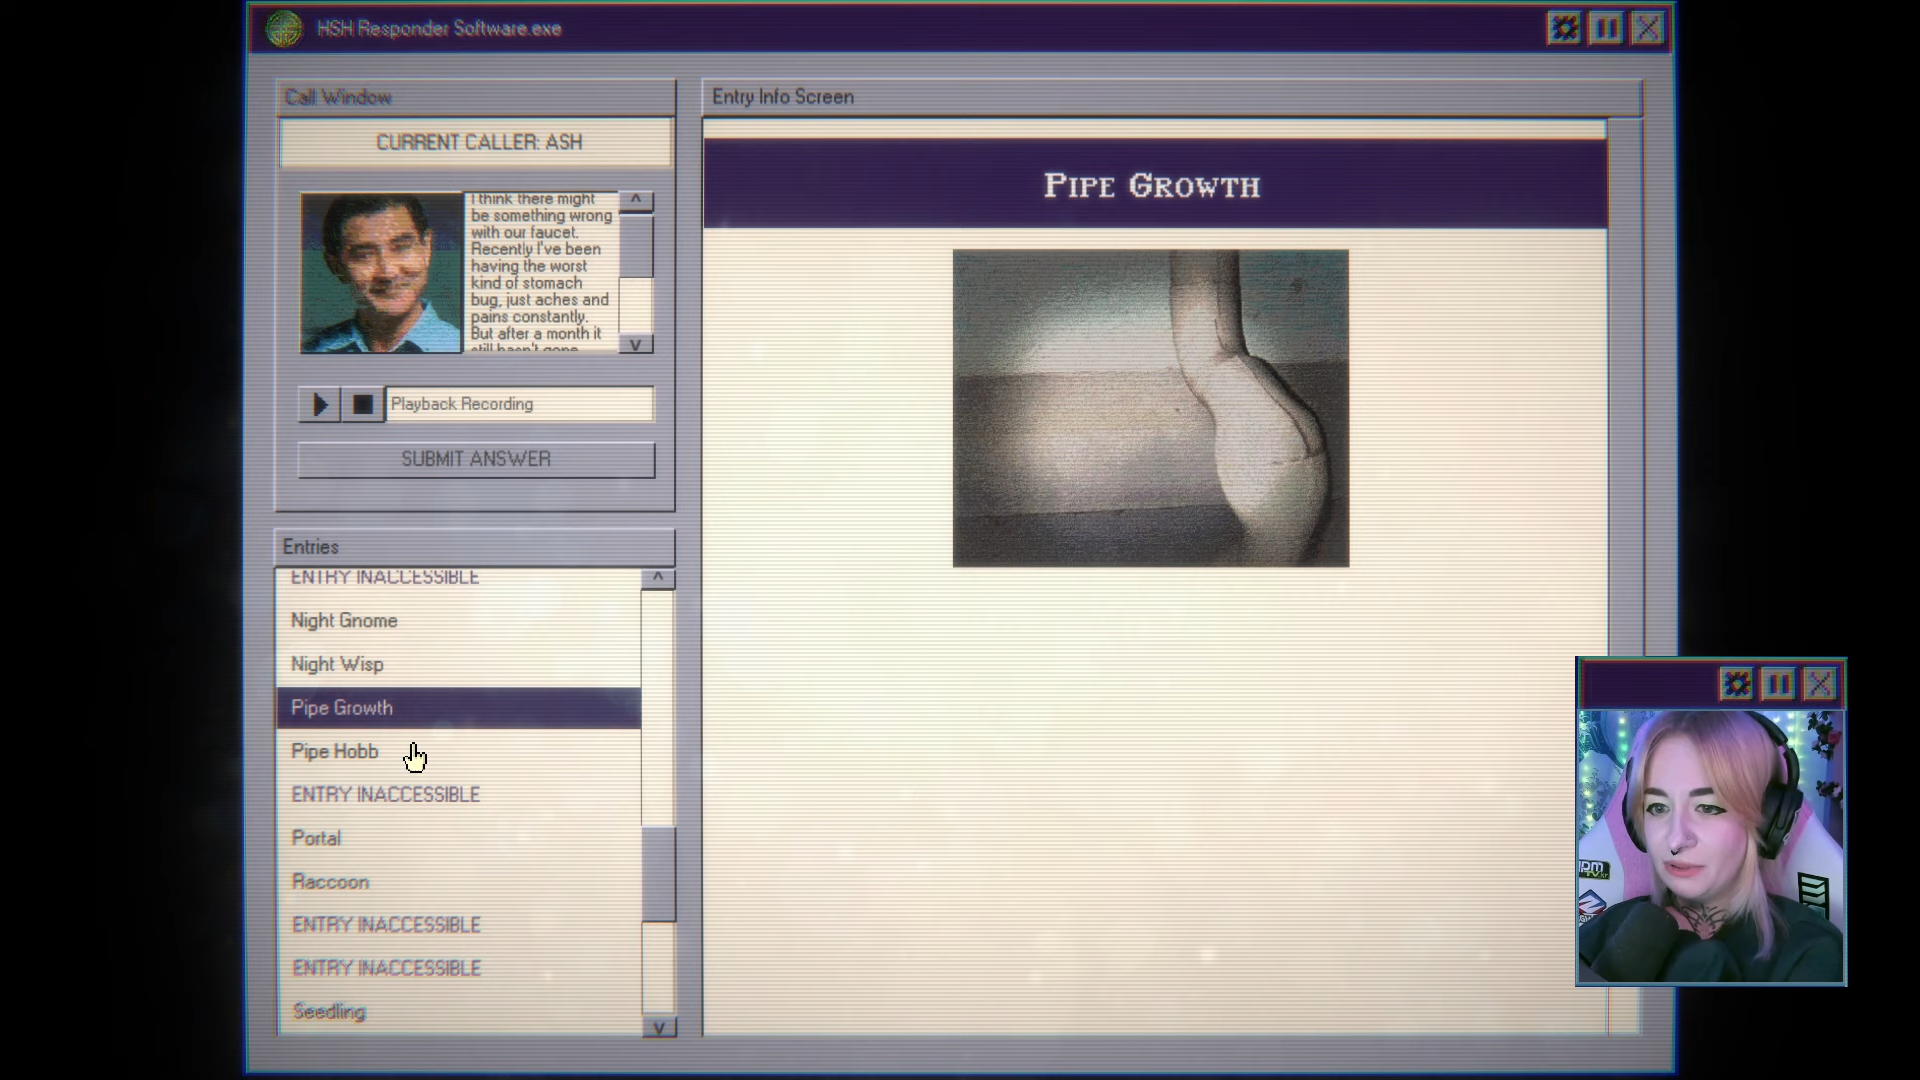 HSH Responder Software.exe
Call Window
CURRENT CALLER: ASH
I think there might
be something wrong
with our faucet.
Recently I've been
having the worst
kind of stomach
bug, just aches and
pains constantly.
But after a month it
still hasn't gone
Playback Recording
SUBMIT ANSWER
Entries
ENTRY INACCESSIBLE
Night Gnome
Night Wisp
Pipe Growth
Pipe Hobb
ENTRY INACCESSIBLE
Portal
Raccoon
ENTRY INACCESSIBLE
ENTRY INACCESSIBLE
Seedling
Entry Info Screen
PIPE GROWTH